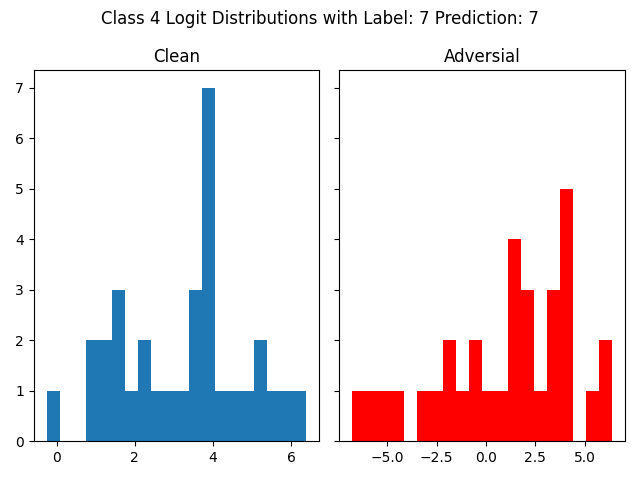 Class 4 Logit Distributions with Label: 7 Prediction: 7
Clean
Adversial
7
6
5
4
3
2
1
0
0 2 4 6
−5.0 −2.5 0.0 2.5 5.0